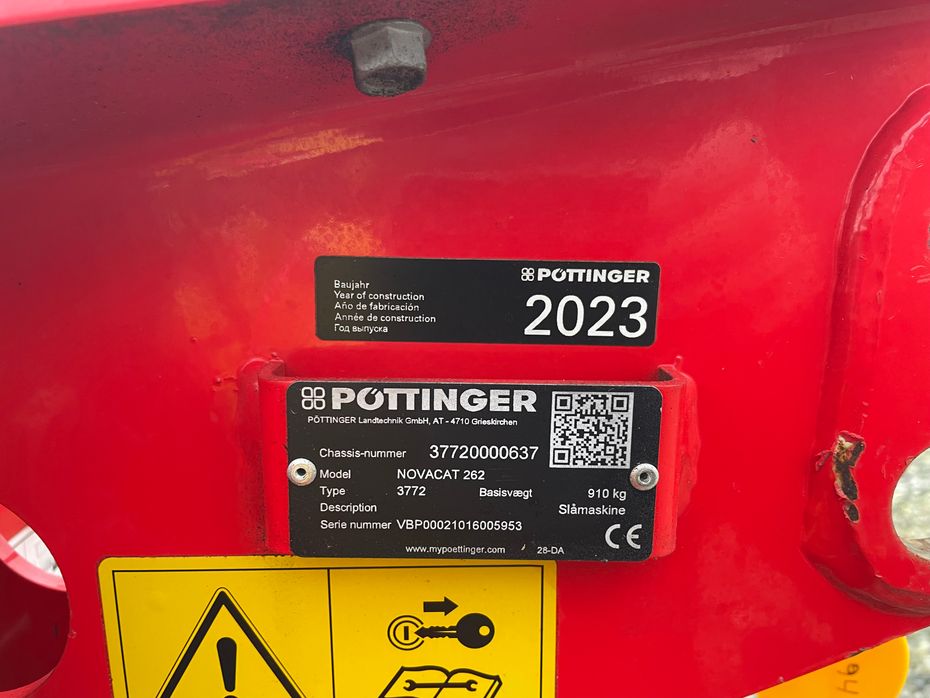 PÖTTINGER
Baujahr
Year of construction
Año de fabricación
Année de construction
Год выпуска
2023
PÖTTINGER
PÖTTINGER Landtechnik GmbH, AT - 4710 Grieskirchen
Chassis-nummer 37720000637
Model NOVACAT 262
Type 3772 Basisvægt 910 kg
Description Slåmaskine
Serie nummer VBP00021016005953
CE
www.mypoettinger.com 28-DA